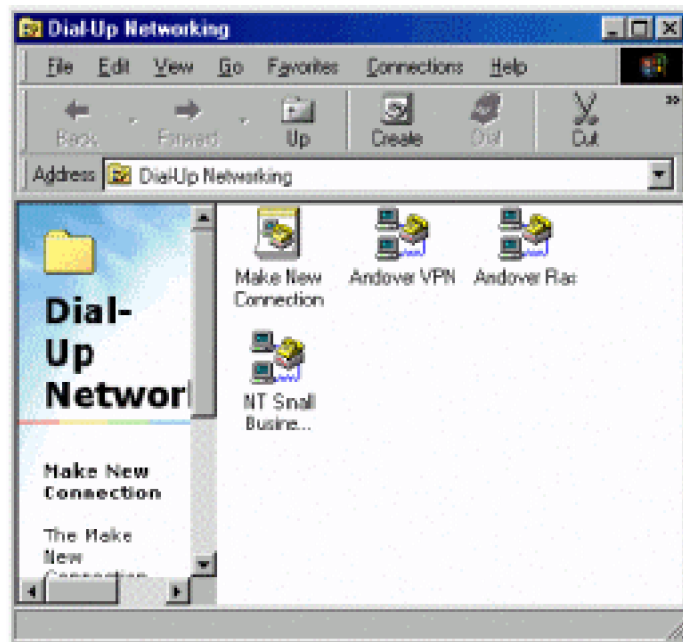 Dial-Up Networking
File Edit View Go Favorites Connections Help
Back Forward Up Create Dial Cut »
Address Dial-Up Networking
Dial-
Up
Networ
Make New
Connection
The Make
New
Connection
Make New
Connection
Andover VPN
Andover Ras
NT Small
Busine...